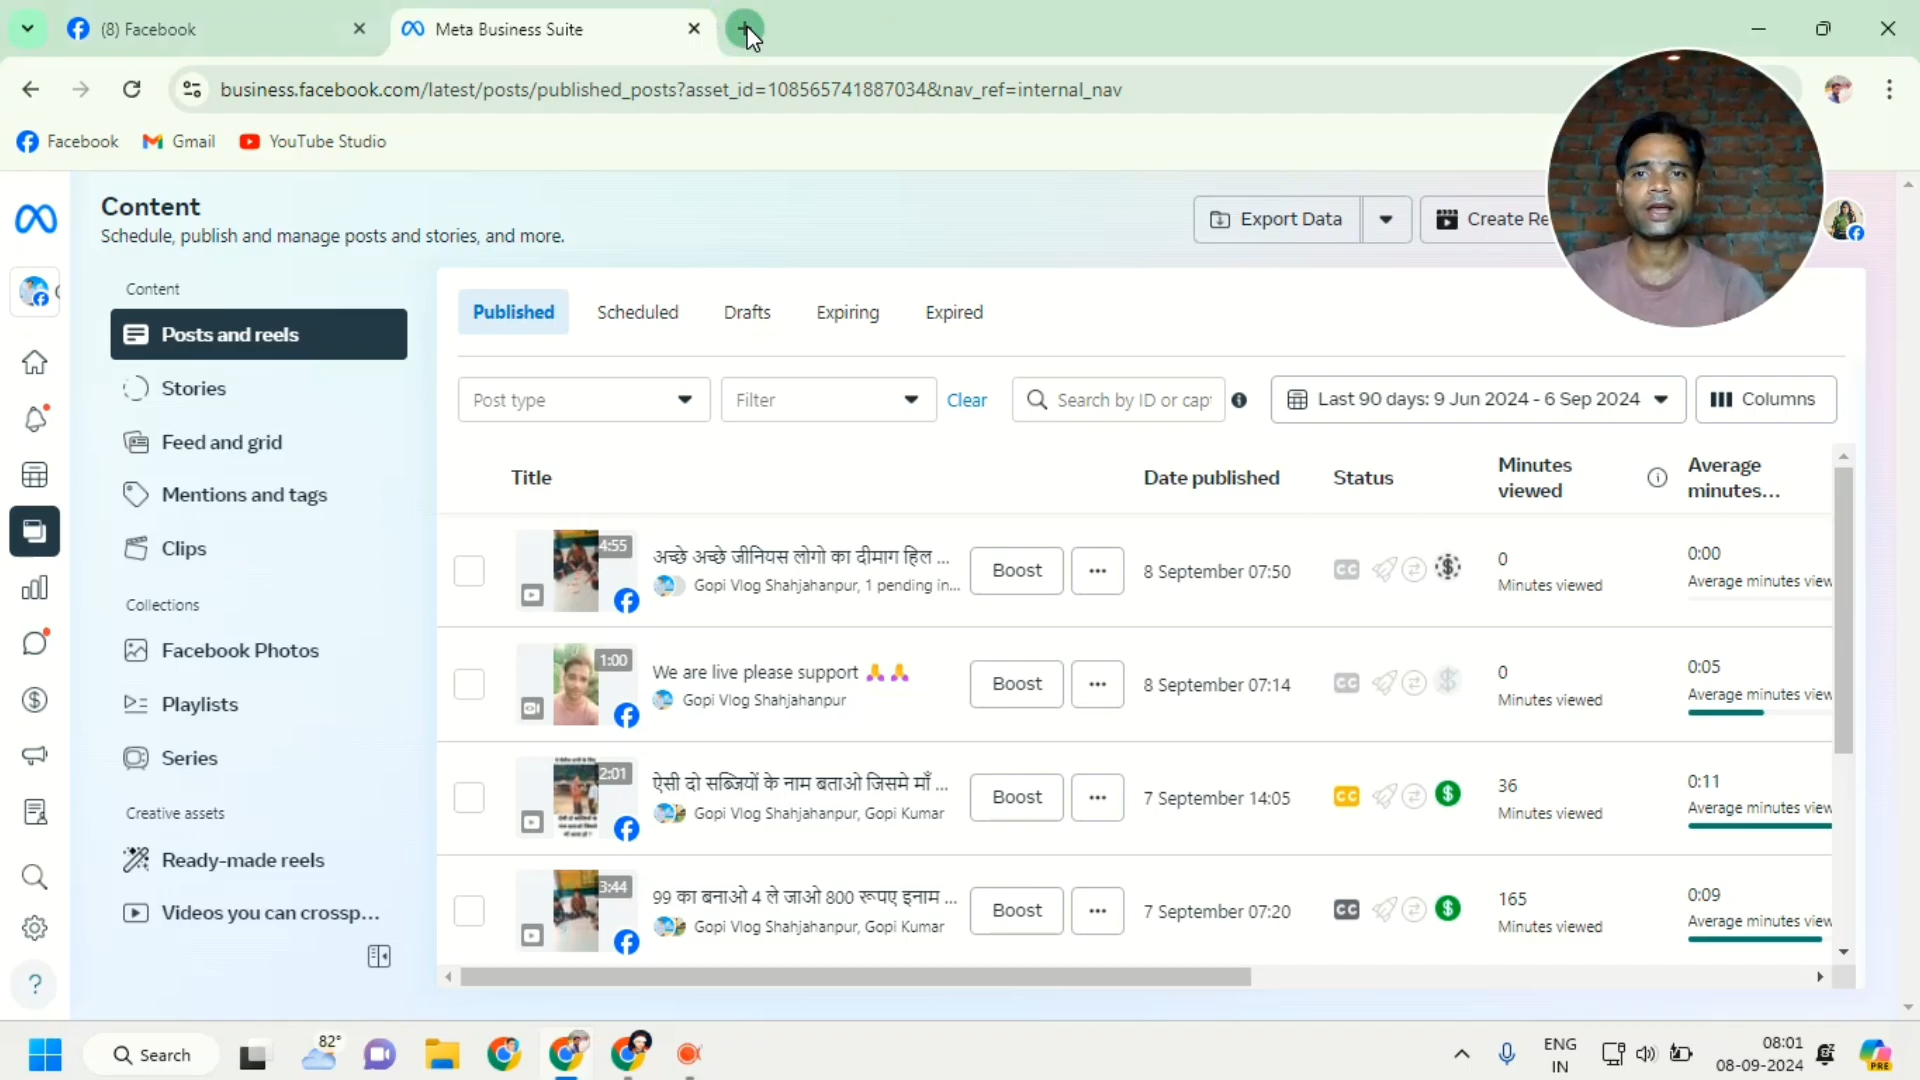 (8) Facebook
Meta Business Suite
business.facebook.com/latest/posts/published_posts?asset_id=108565741887034&nav_ref=internal_nav
Facebook
Gmail
YouTube Studio
Content
Schedule, publish and manage posts and stories, and more.
Export Data
Create Re
Content
Posts and reels
Stories
Feed and grid
Mentions and tags
Clips
Collections
Facebook Photos
Playlists
Series
Creative assets
Ready-made reels
Videos you can crossp...
Published
Scheduled
Drafts
Expiring
Expired
Post type
Filter
Clear
Search by ID or capt
Last 90 days: 9 Jun 2024 - 6 Sep 2024
Columns
Title
Date published
Status
Minutes viewed
Average minutes...
4:55
अच्छे अच्छे जीनियस लोगो का दीमाग हिल ...
Gopi Vlog Shahjahanpur, 1 pending in...
Boost
8 September 07:50
CC
0
Minutes viewed
0:00
Average minutes view
1:00
We are live please support 🙏🙏
Gopi Vlog Shahjahanpur
Boost
8 September 07:14
CC
0
Minutes viewed
0:05
Average minutes view
2:01
ऐसी दो सब्जियों के नाम बताओ जिसमे माँ ...
Gopi Vlog Shahjahanpur, Gopi Kumar
Boost
7 September 14:05
CC
36
Minutes viewed
0:11
Average minutes view
3:44
99 का बनाओ 4 ले जाओ 800 रूपए इनाम ...
Gopi Vlog Shahjahanpur, Gopi Kumar
Boost
7 September 07:20
CC
165
Minutes viewed
0:09
Average minutes view
Search
82°
ENG
IN
08:01
08-09-2024
PRE